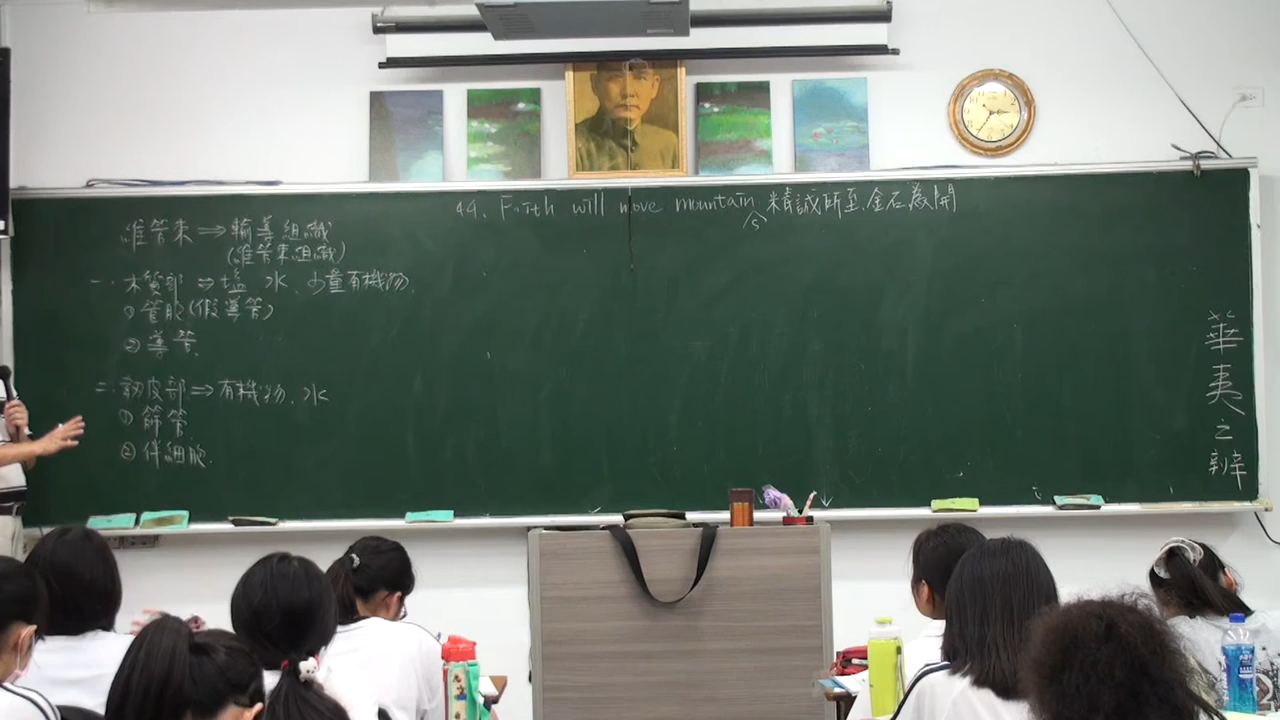 44. Faith will move mountain 精誠所至.金石為開
(s)
維管束 ⇒ 輸導組織
(維管束組織)
一. 木質部 ⇒ 塩 水. 少量有機物.
① 管胞(假導管)
② 導管.
二. 韌皮部 ⇒ 有機物. 水
① 篩管
② 伴細胞.
華夷之辨